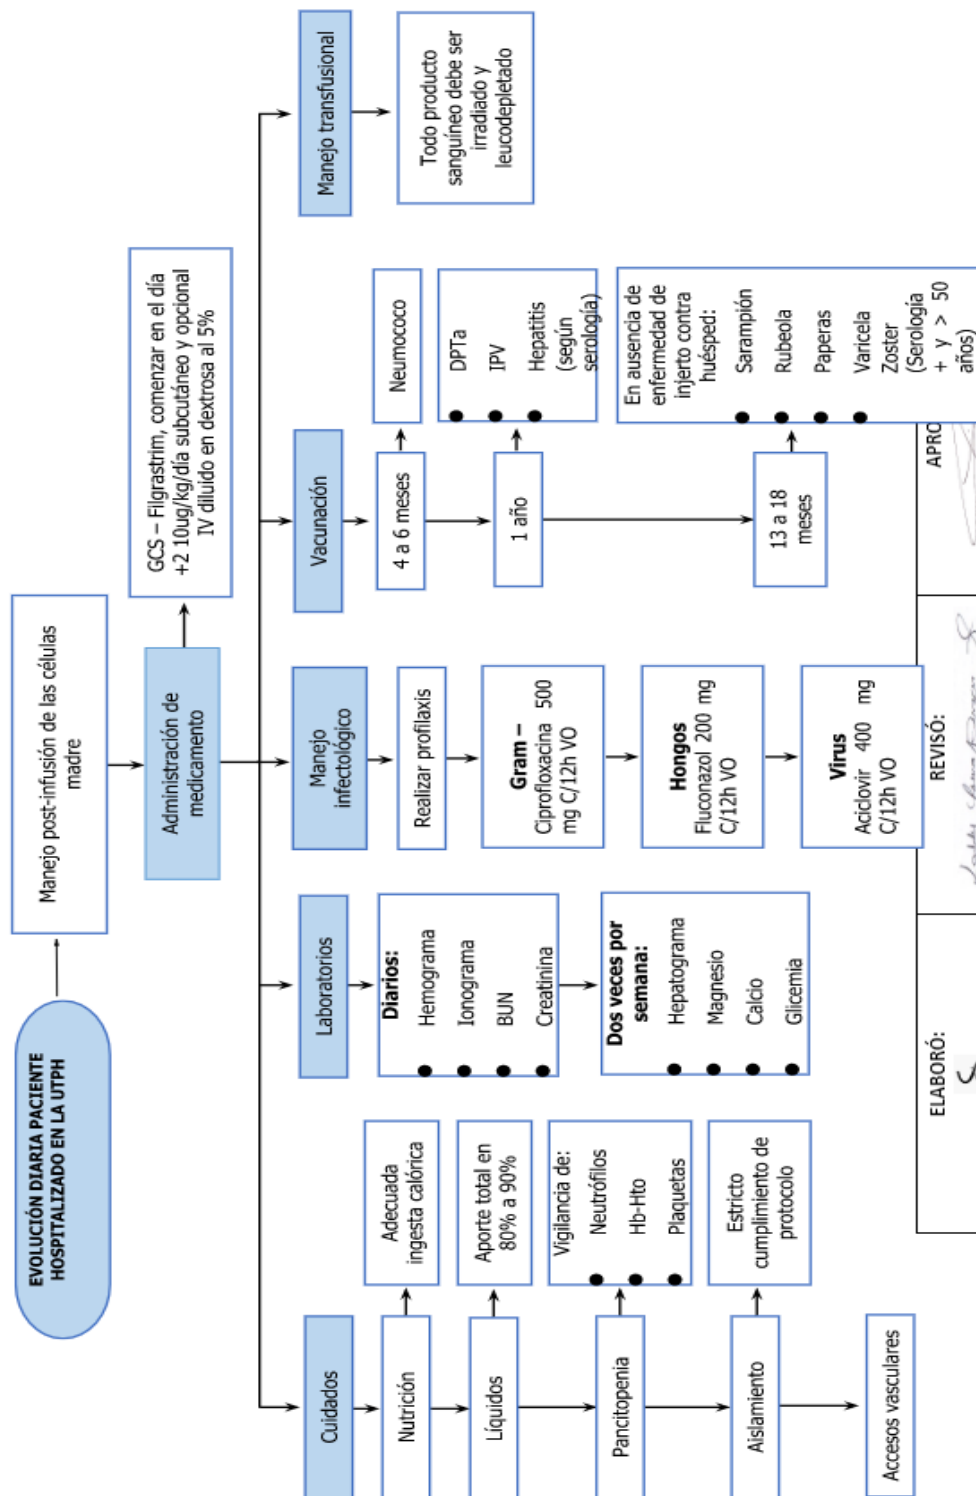 EVOLUCIÓN DIARIA PACIENTE
HOSPITALIZADO EN LA UTPH
Manejo post-infusión de las células
madre
Administración de
medicamento
GCS – Filgrastrim, comenzar en el día
+2 10ug/kg/día subcutáneo y opcional
IV diluido en dextrosa al 5%
Cuidados
Nutrición
Adecuada
ingesta calórica
Líquidos
Aporte total en
80% a 90%
Pancitopenia
Vigilancia de:
● Neutrófilos
● Hb-Hto
● Plaquetas
Aislamiento
Estricto
cumplimiento de
protocolo
Accesos vasculares
Laboratorios
Diarios:
● Hemograma
● Ionograma
● BUN
● Creatinina
Dos veces por
semana:
● Hepatograma
● Magnesio
● Calcio
● Glicemia
Manejo
infectológico
Realizar profilaxis
Gram –
Ciprofloxacina 500
mg C/12h VO
Hongos
Fluconazol 200 mg
C/12h VO
Virus
Aciclovir 400 mg
C/12h VO
Vacunación
4 a 6 meses
Neumococo
1 año
● DPTa
● IPV
● Hepatitis
(según
serología)
13 a 18
meses
En ausencia de
enfermedad de
injerto contra
huésped:
● Sarampión
● Rubeola
● Paperas
● Varicela
Zoster
(Serología
+ y > 50
años)
Manejo transfusional
Todo producto
sanguíneo debe ser
irradiado y
leucodepletado
ELABORÓ:
REVISÓ:
APRO